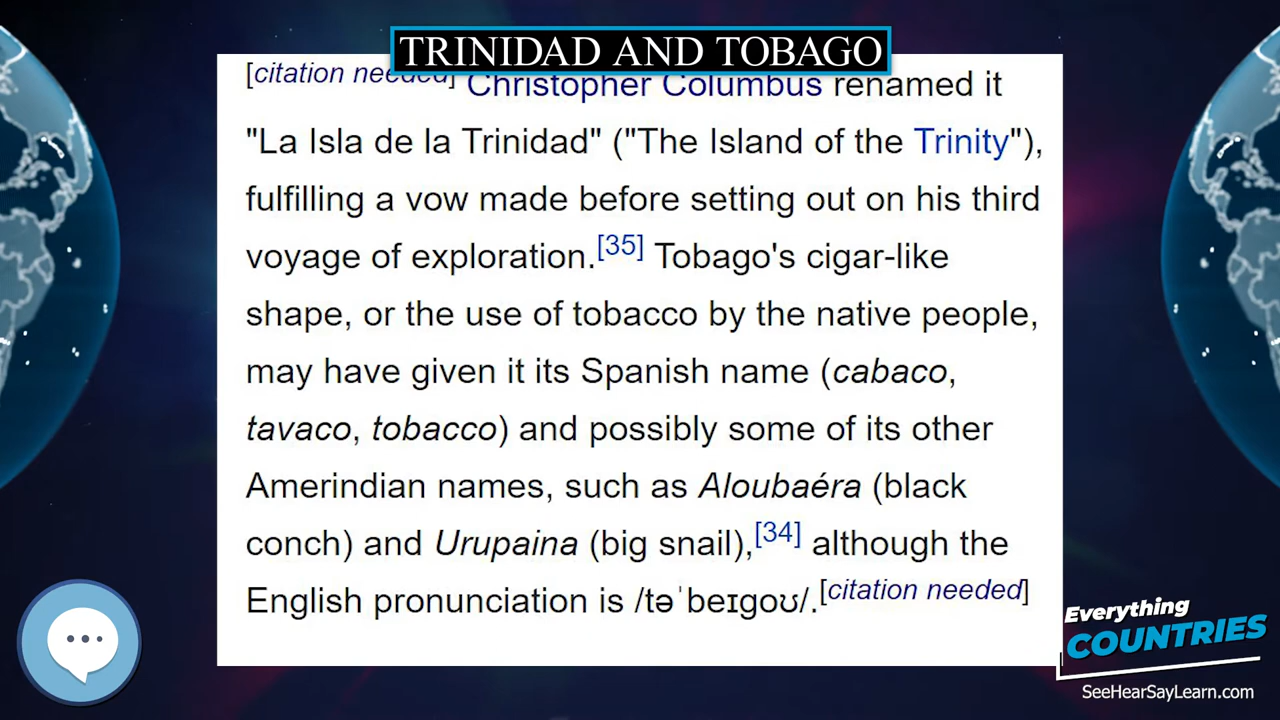 TRINIDAD AND TOBAGO
[citation needed] Christopher Columbus renamed it
"La Isla de la Trinidad" ("The Island of the Trinity"),
fulfilling a vow made before setting out on his third
voyage of exploration.[35] Tobago's cigar-like
shape, or the use of tobacco by the native people,
may have given it its Spanish name (cabaco,
tavaco, tobacco) and possibly some of its other
Amerindian names, such as Aloubaéra (black
conch) and Urupaina (big snail),[34] although the
English pronunciation is /təˈbeɪɡoʊ/.[citation needed]
Everything
COUNTRIES
SeeHearSayLearn.com